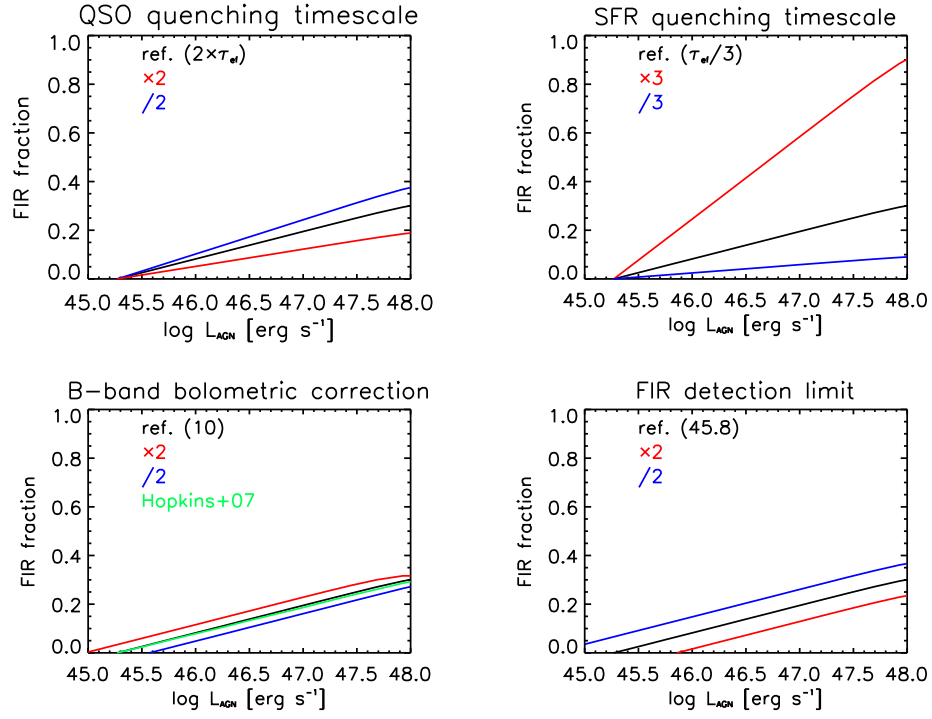 QSO quenching timescale
1.0
0.8
0.6
0.4
0.2
0.0
FIR fraction
ref. (2×τef)
×2
/2
45.0 45.5 46.0 46.5 47.0 47.5 48.0
log LAGN [erg s⁻¹]
SFR quenching timescale
1.0
0.8
0.6
0.4
0.2
0.0
FIR fraction
ref. (τef/3)
×3
/3
45.0 45.5 46.0 46.5 47.0 47.5 48.0
log LAGN [erg s⁻¹]
B-band bolometric correction
1.0
0.8
0.6
0.4
0.2
0.0
FIR fraction
ref. (10)
×2
/2
Hopkins+07
45.0 45.5 46.0 46.5 47.0 47.5 48.0
log LAGN [erg s⁻¹]
FIR detection limit
1.0
0.8
0.6
0.4
0.2
0.0
FIR fraction
ref. (45.8)
×2
/2
45.0 45.5 46.0 46.5 47.0 47.5 48.0
log LAGN [erg s⁻¹]